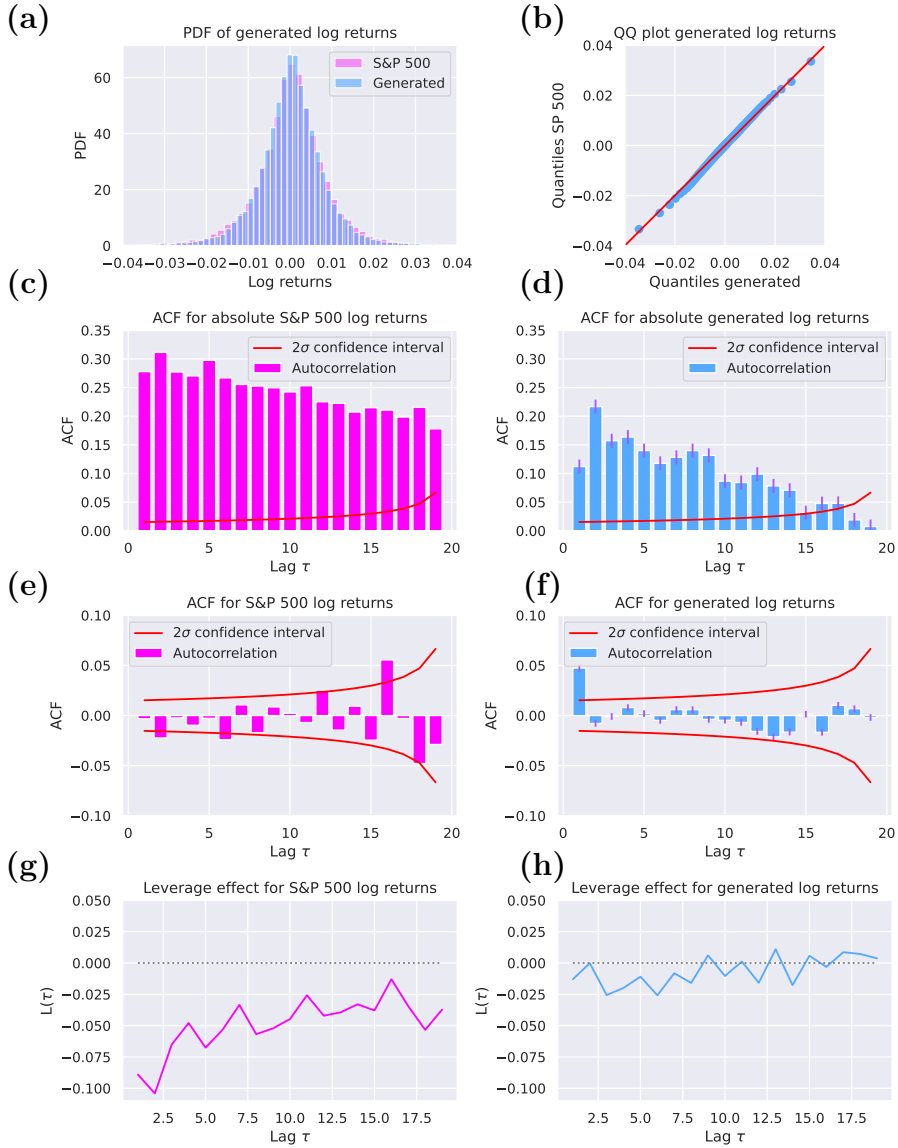 (a)
PDF of generated log returns
S&P 500
Generated
PDF
60
40
20
0
−0.04−0.03−0.02−0.01 0.00 0.01 0.02 0.03 0.04
Log returns
(b)
QQ plot generated log returns
Quantiles SP 500
0.04
0.02
0.00
−0.02
−0.04
−0.04 −0.02 0.00 0.02 0.04
Quantiles generated
(c)
ACF for absolute S&P 500 log returns
2σ confidence interval
Autocorrelation
ACF
0.35
0.30
0.25
0.20
0.15
0.10
0.05
0.00
0 5 10 15 20
Lag τ
(d)
ACF for absolute generated log returns
2σ confidence interval
Autocorrelation
ACF
0.35
0.30
0.25
0.20
0.15
0.10
0.05
0.00
0 5 10 15 20
Lag τ
(e)
ACF for S&P 500 log returns
2σ confidence interval
Autocorrelation
ACF
0.10
0.05
0.00
−0.05
−0.10
0 5 10 15 20
Lag τ
(f)
ACF for generated log returns
2σ confidence interval
Autocorrelation
ACF
0.10
0.05
0.00
−0.05
−0.10
0 5 10 15 20
Lag τ
(g)
Leverage effect for S&P 500 log returns
L(τ)
0.050
0.025
0.000
−0.025
−0.050
−0.075
−0.100
2.5 5.0 7.5 10.0 12.5 15.0 17.5
Lag τ
(h)
Leverage effect for generated log returns
L(τ)
0.050
0.025
0.000
−0.025
−0.050
−0.075
−0.100
2.5 5.0 7.5 10.0 12.5 15.0 17.5
Lag τ